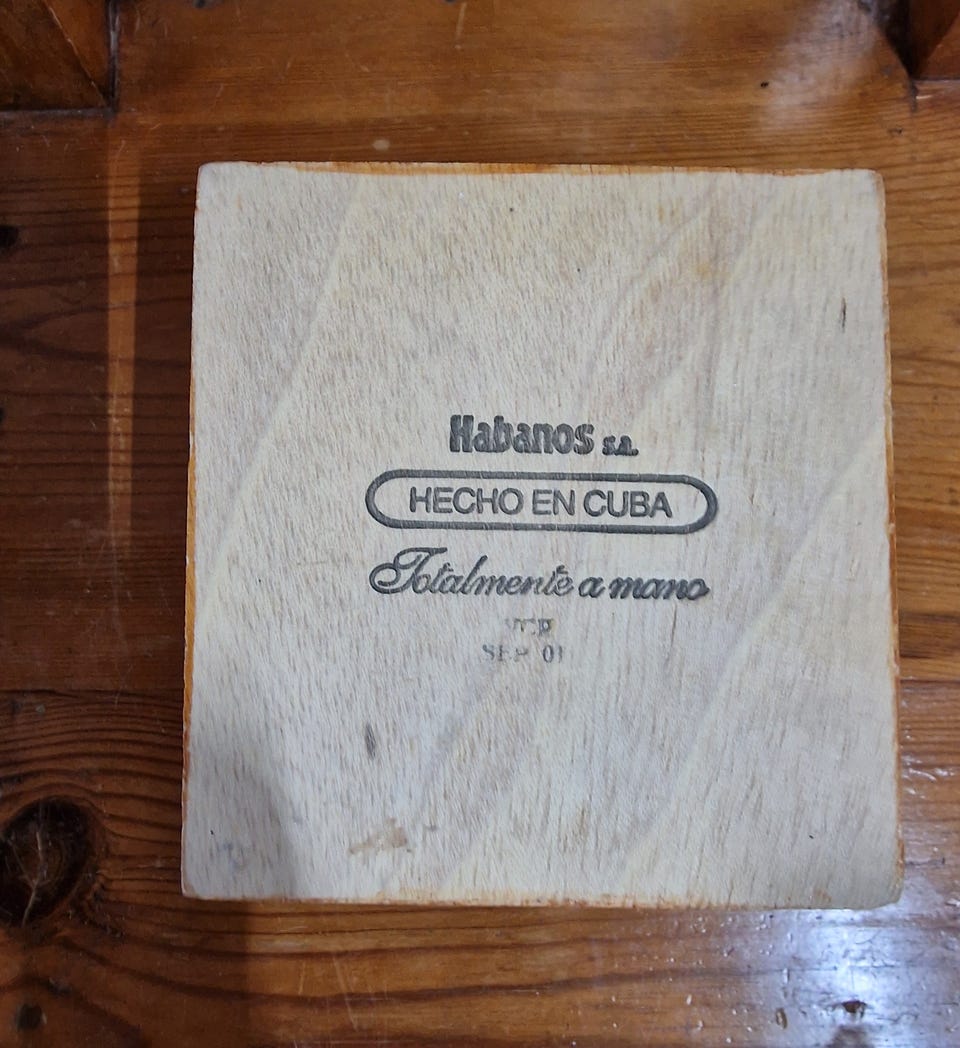 Habanos s.a.
HECHO EN CUBA
Totalmente a mano
SEP 01